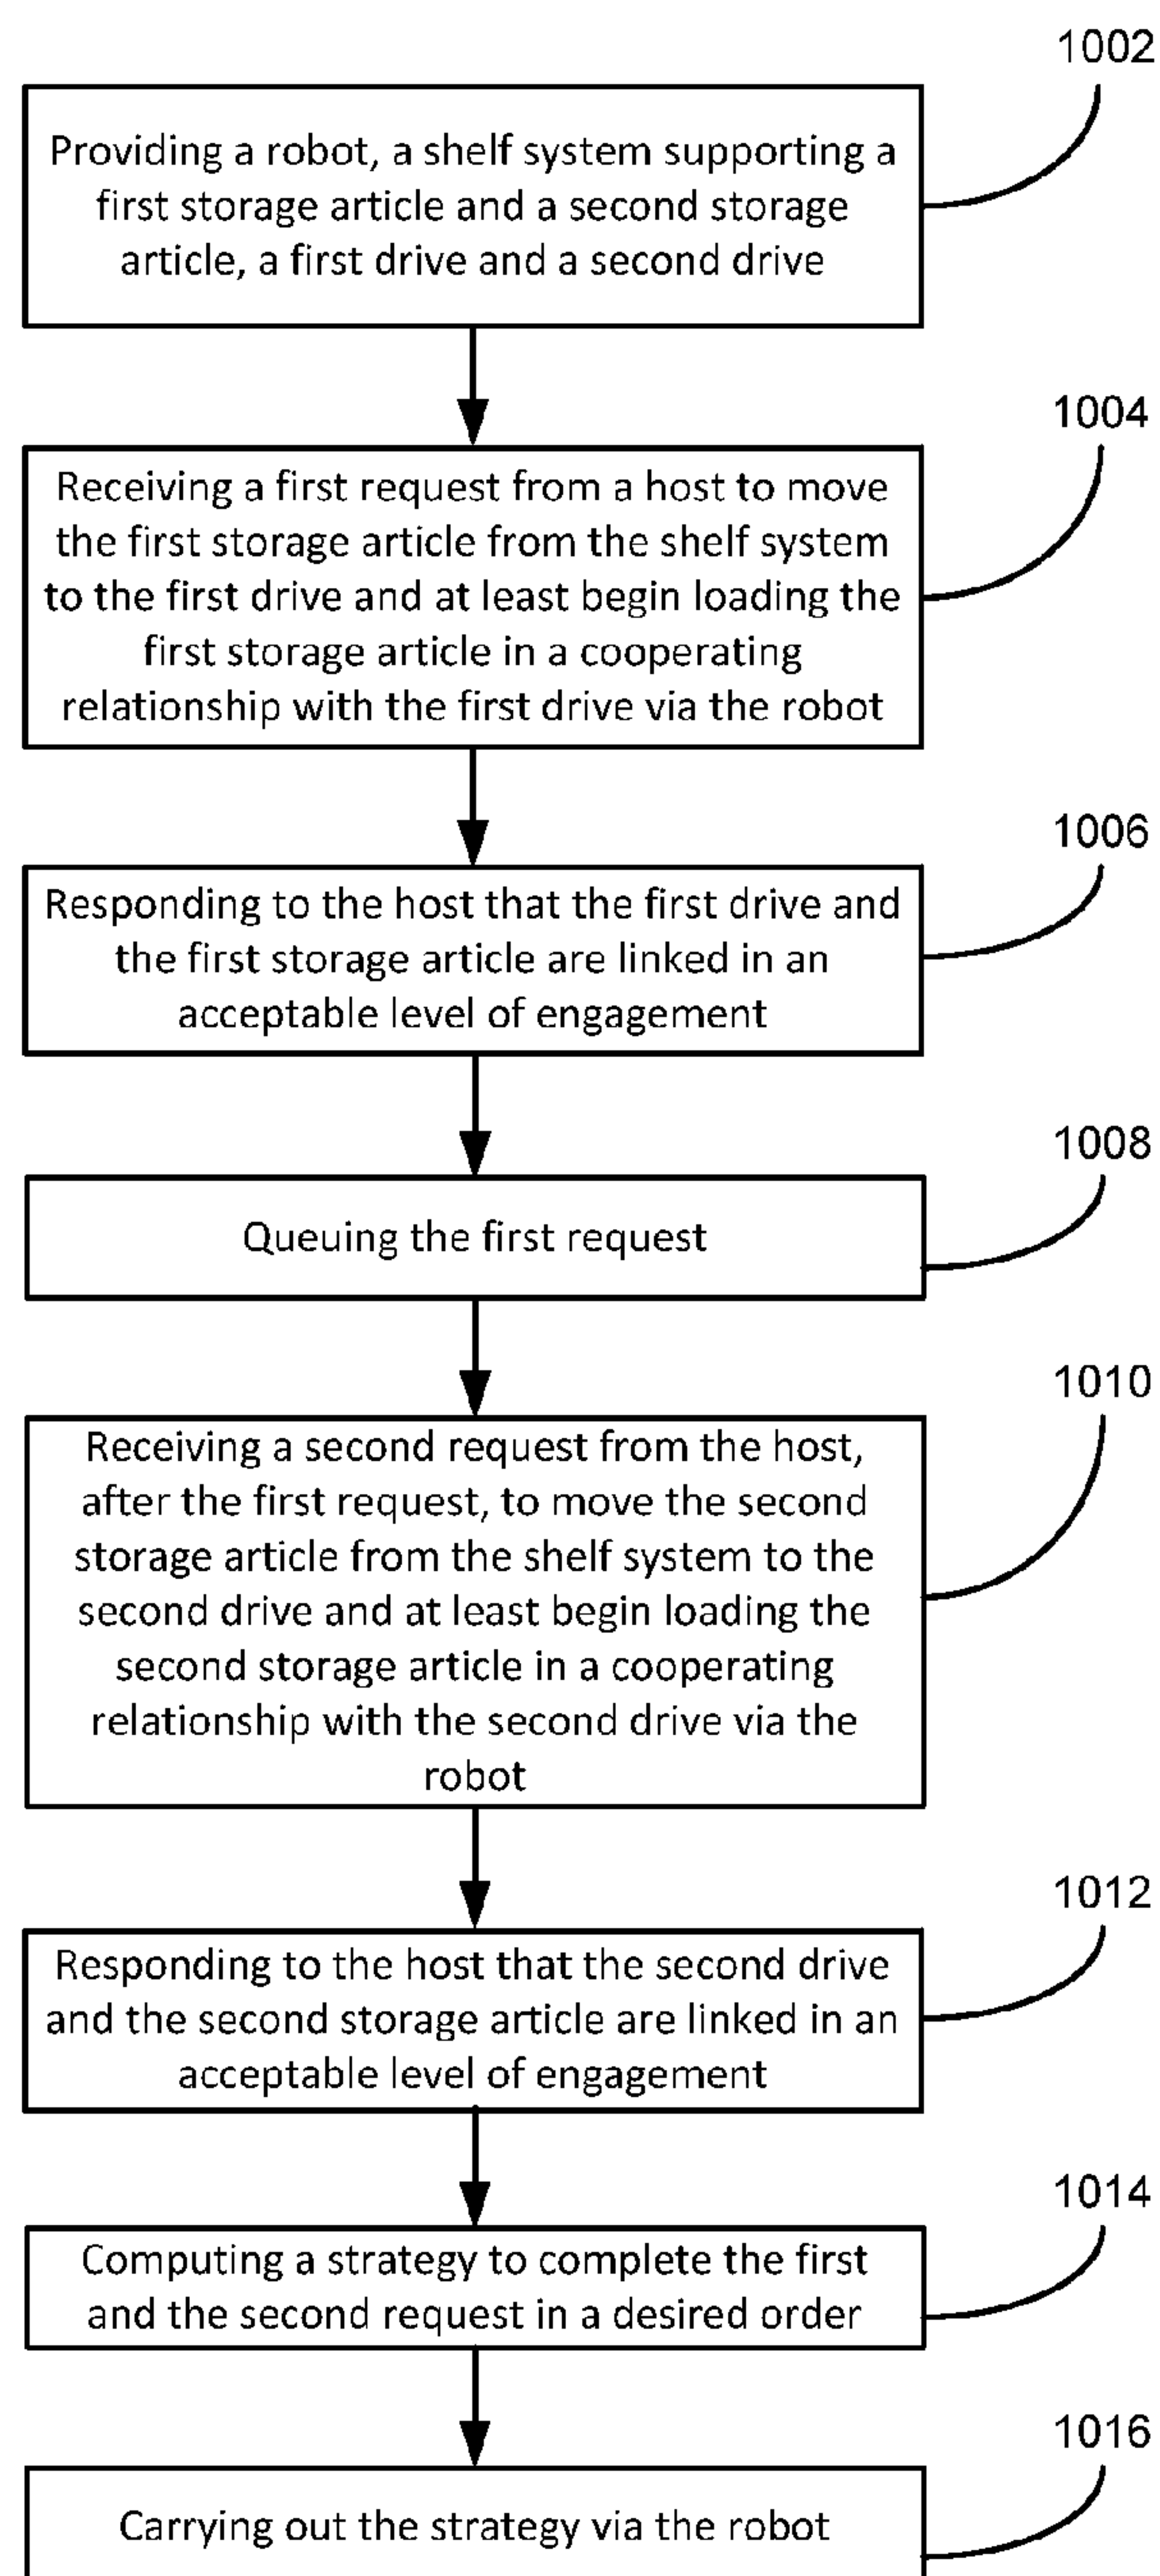 1002
Providing a robot, a shelf system supporting a
first storage article and a second storage
article, a first drive and a second drive
1004
Receiving a first request from a host to move
the first storage article from the shelf system
to the first drive and at least begin loading the
first storage article in a cooperating
relationship with the first drive via the robot
1006
Responding to the host that the first drive and
the first storage article are linked in an
acceptable level of engagement
1008
Queuing the first request
1010
Receiving a second request from the host,
after the first request, to move the second
storage article from the shelf system to the
second drive and at least begin loading the
second storage article in a cooperating
relationship with the second drive via the
robot
1012
Responding to the host that the second drive
and the second storage article are linked in an
acceptable level of engagement
1014
Computing a strategy to complete the first
and the second request in a desired order
1016
Carrying out the strategy via the robot